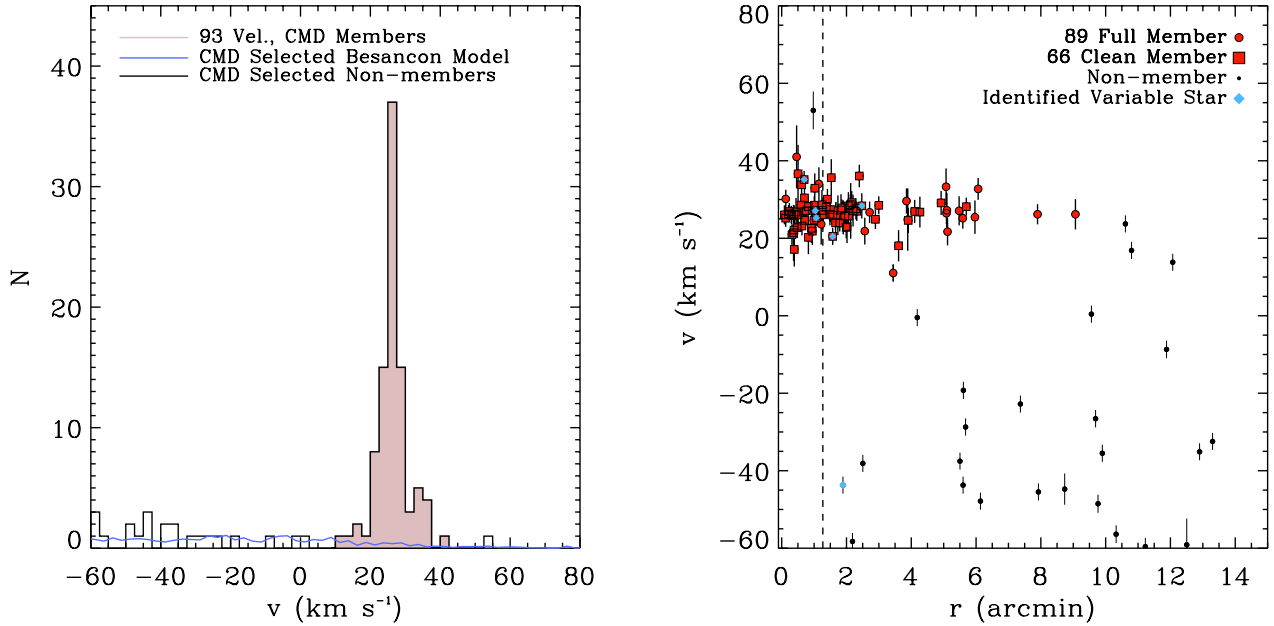 93 Vel., CMD Members
CMD Selected Besancon Model
CMD Selected Non-members
N
40
30
20
10
0
-60 -40 -20 0 20 40 60 80
v (km s⁻¹)
89 Full Member
66 Clean Member
Non-member
Identified Variable Star
v (km s⁻¹)
80
60
40
20
0
-20
-40
-60
0 2 4 6 8 10 12 14
r (arcmin)